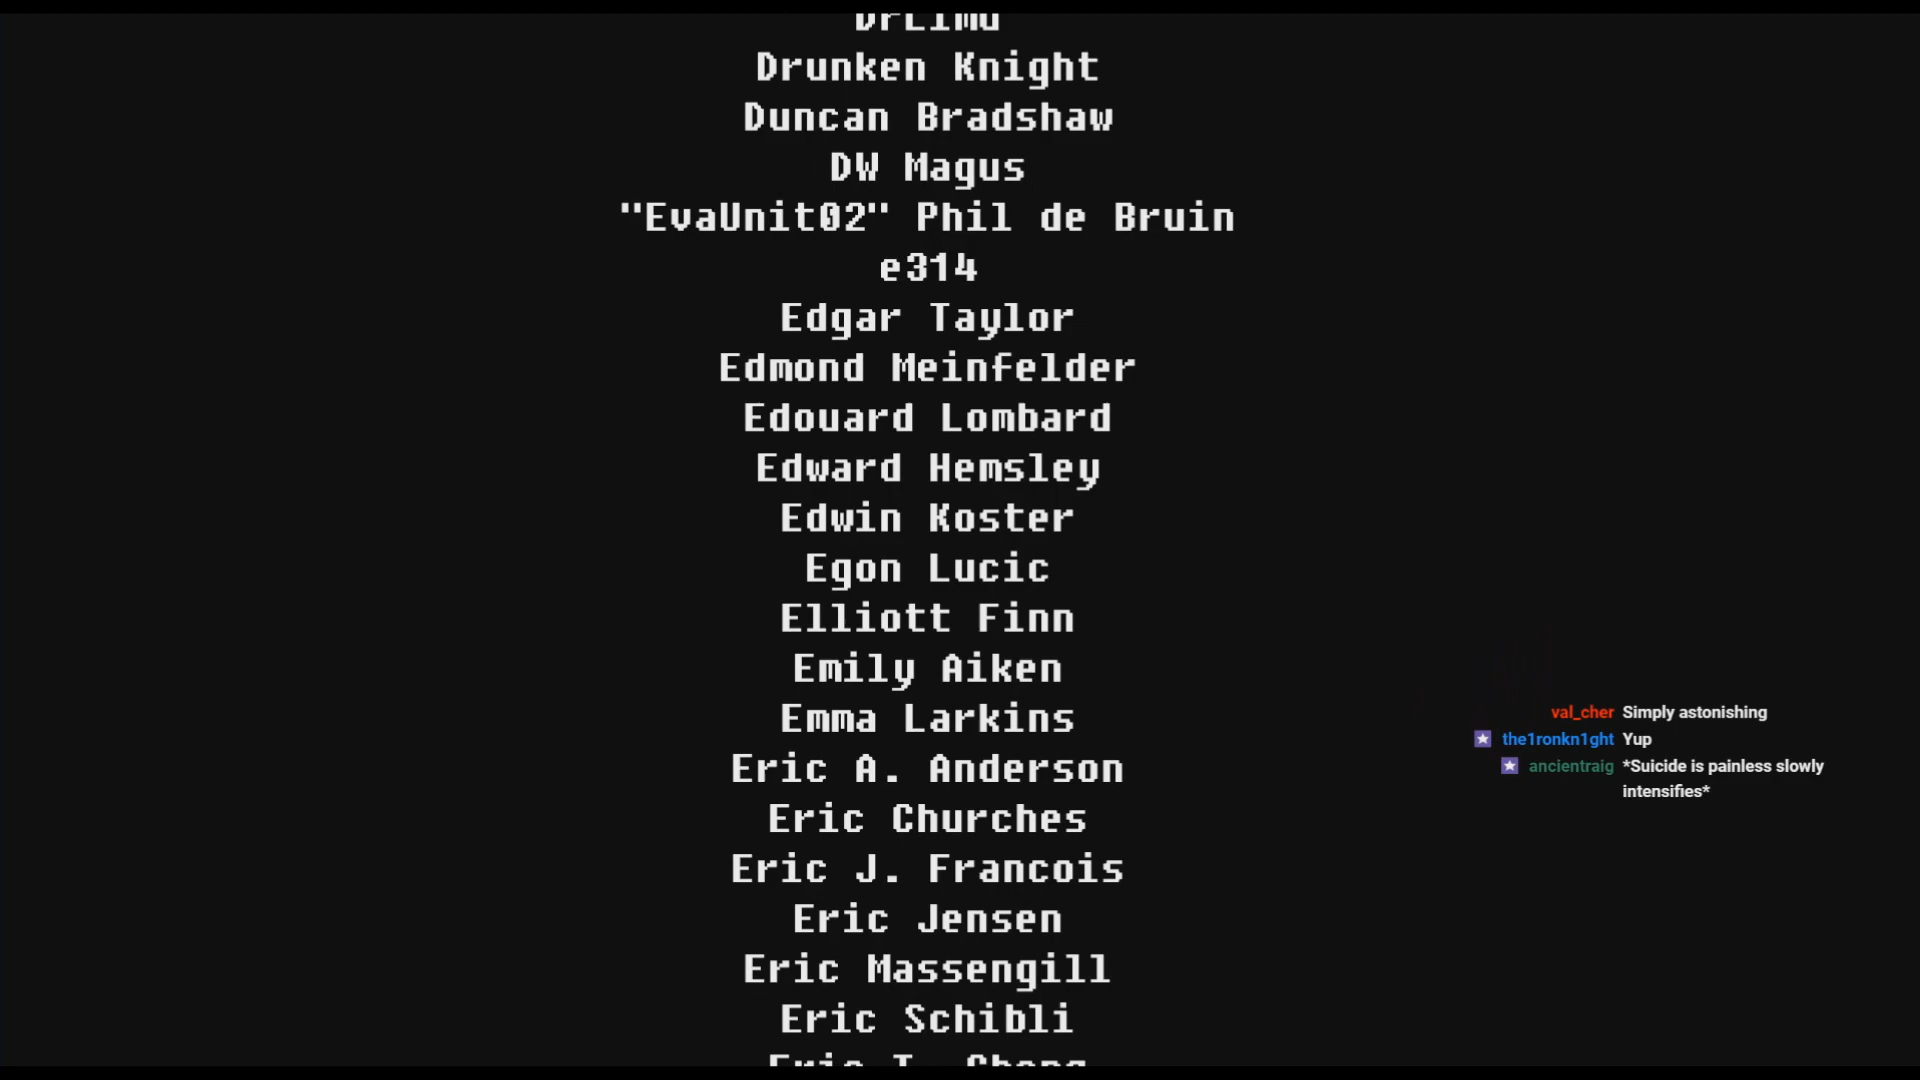 Drunken Knight
Duncan Bradshaw
DW Magus
"EvaUnit02" Phil de Bruin
e314
Edgar Taylor
Edmond Meinfelder
Edouard Lombard
Edward Hemsley
Edwin Koster
Egon Lucic
Elliott Finn
Emily Aiken
Emma Larkins
Eric A. Anderson
Eric Churches
Eric J. Francois
Eric Jensen
Eric Massengill
Eric Schibli
val_cher Simply astonishing
the1ronkn1ght Yup
ancientraig *Suicide is painless slowly
intensifies*